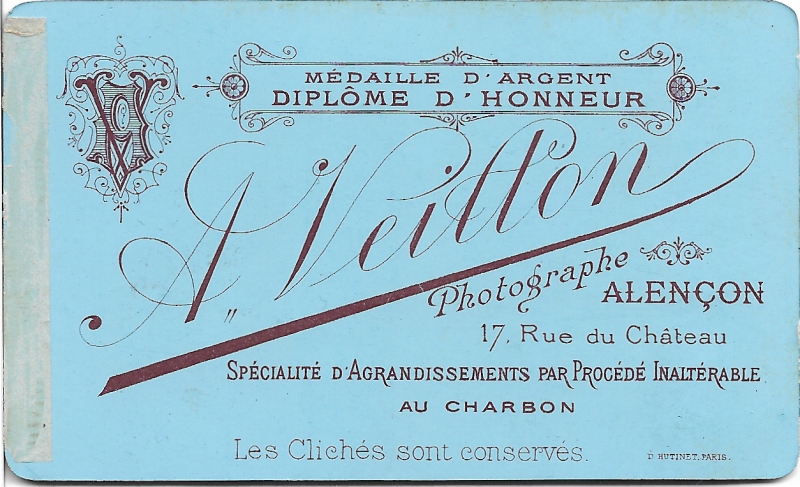 MÉDAILLE D'ARGENT
DIPLÔME D'HONNEUR
A. Veillon
Photographe
ALENÇON
17, Rue du Château
SPÉCIALITÉ D'AGRANDISSEMENTS PAR PROCÉDÉ INALTÉRABLE
AU CHARBON
Les Clichés sont conservés.
D HUTINET. PARIS.